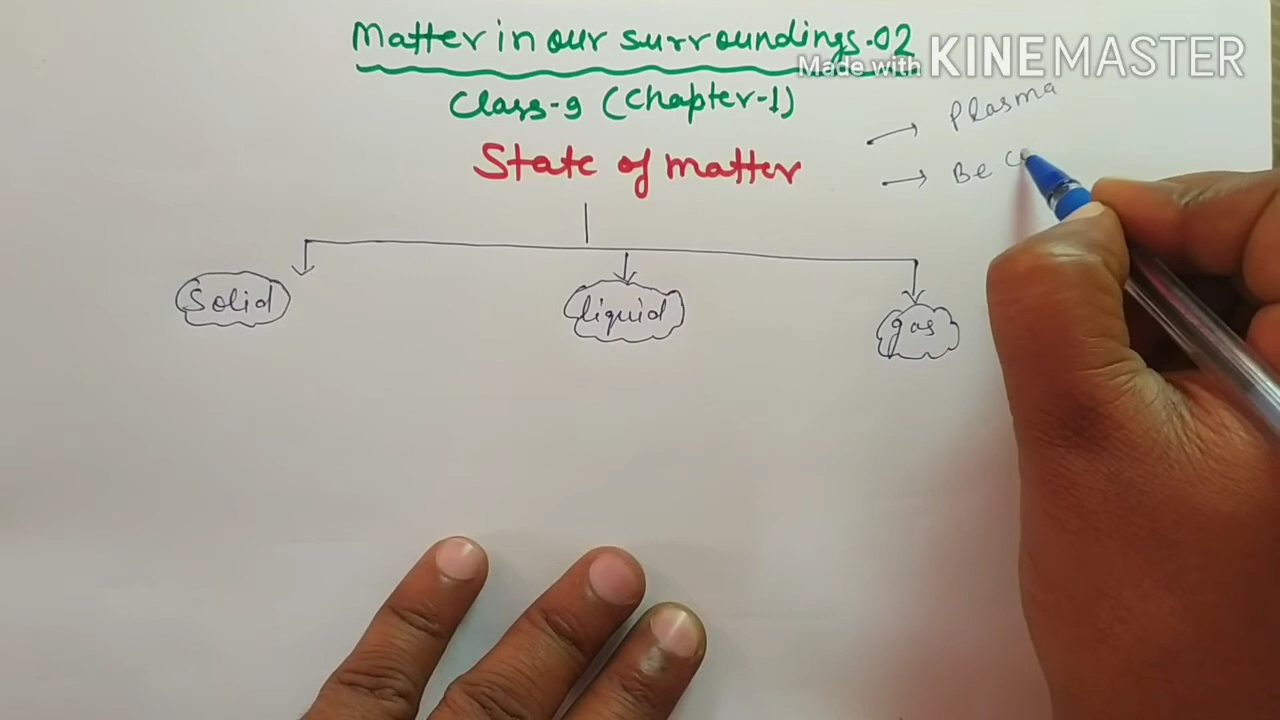 Matter in our surroundings.02
Made with KINEMASTER
Class-9 (Chapter-1)
State of matter
→ Plasma
→ Be
Solid
liquid
gas